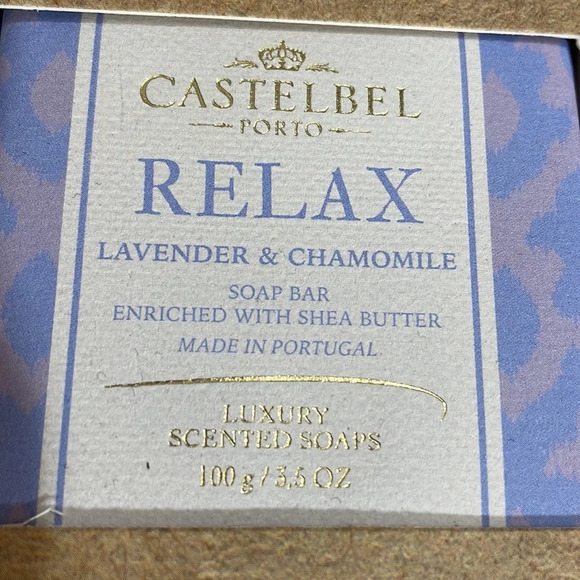 CASTELBEL
PORTO
RELAX
LAVENDER & CHAMOMILE
SOAP BAR
ENRICHED WITH SHEA BUTTER
MADE IN PORTUGAL
LUXURY
SCENTED SOAPS
100 g / 3,5 OZ